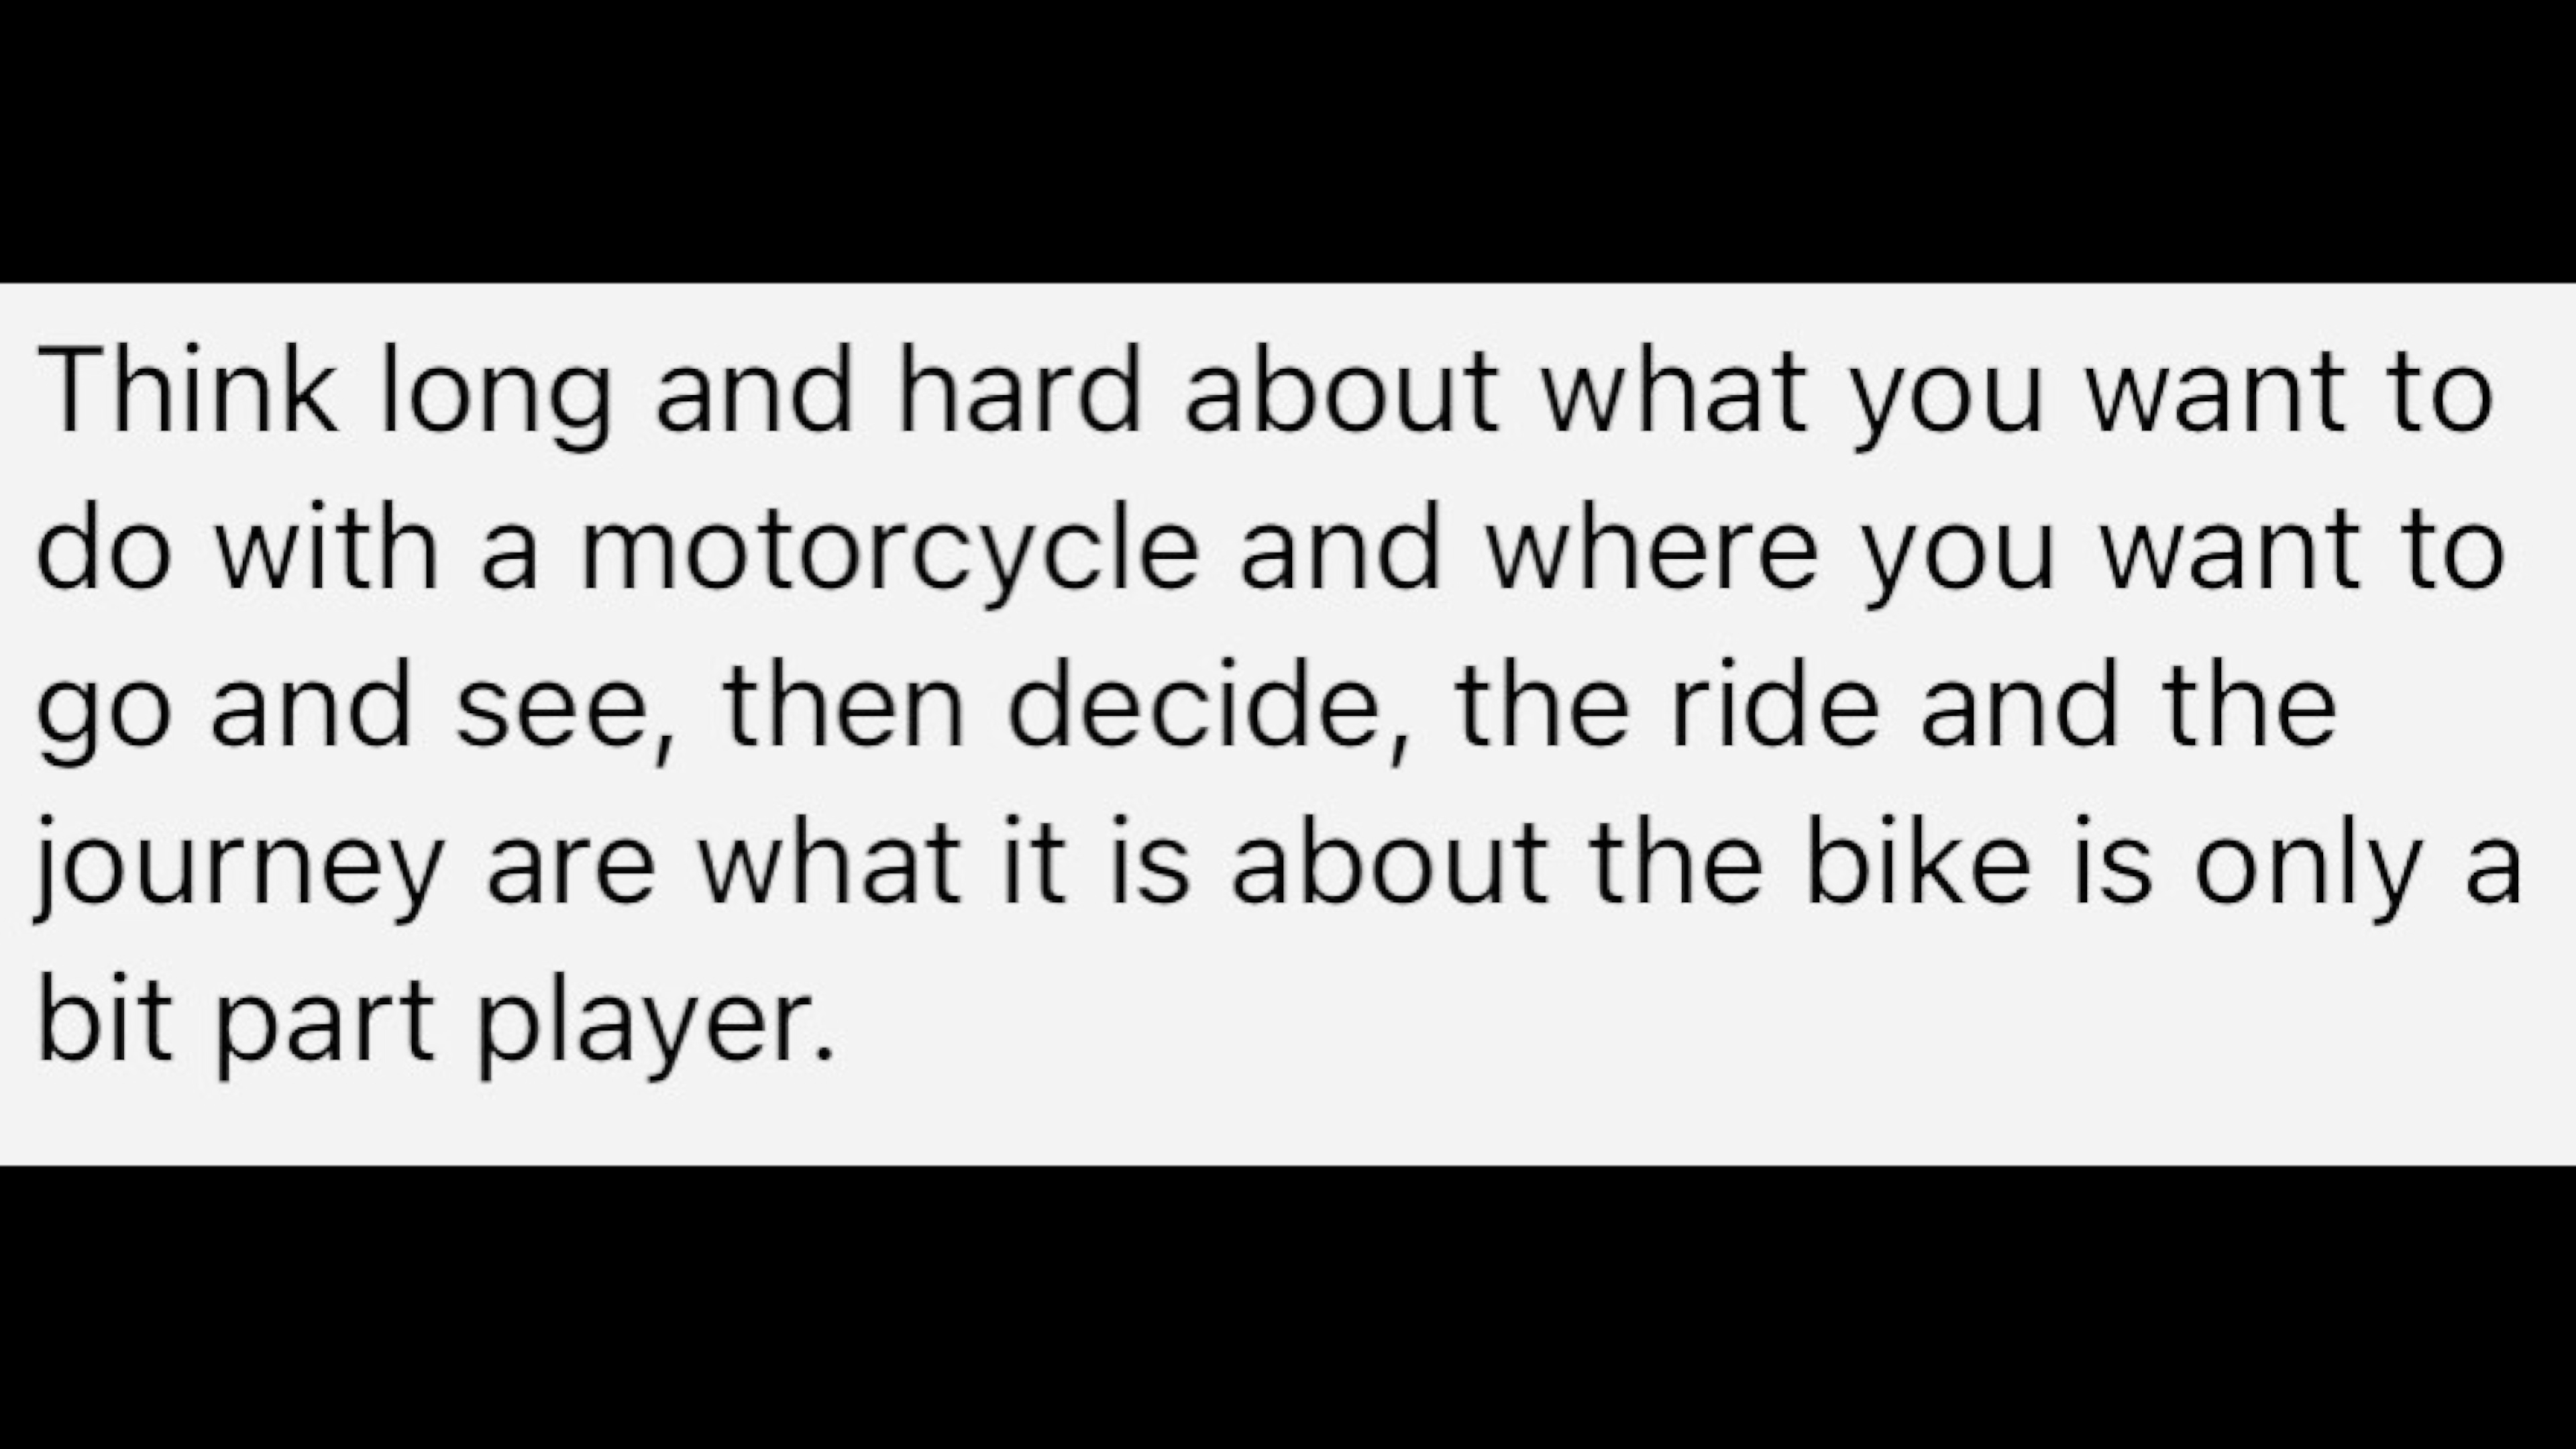 Think long and hard about what you want to
do with a motorcycle and where you want to
go and see, then decide, the ride and the
journey are what it is about the bike is only a
bit part player.